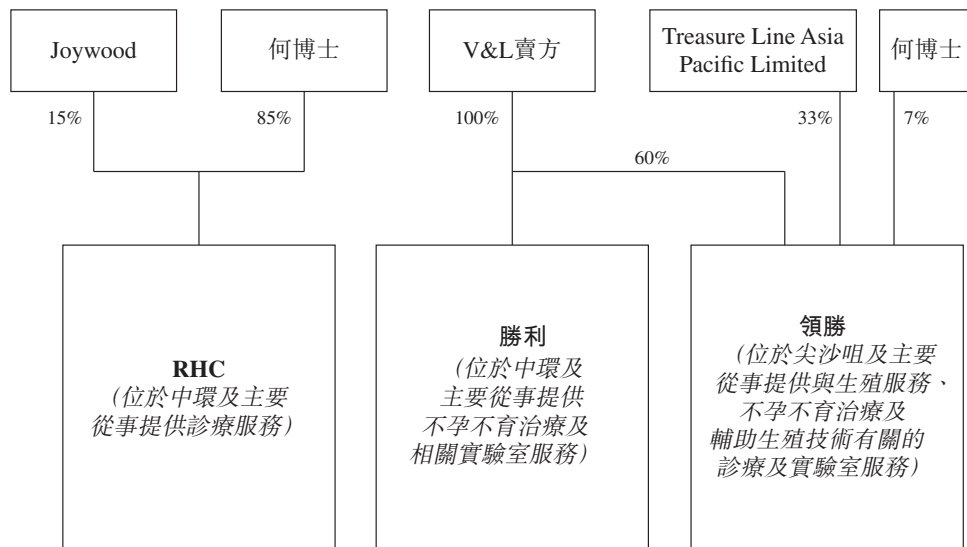 Joywood
何博士
V&L賣方
Treasure Line Asia
Pacific Limited
何博士
15%
85%
100%
33%
7%
60%
RHC
(位於中環及主要
從事提供診療服務)
勝利
(位於中環及
主要從事提供
不孕不育治療及
相關實驗室服務)
領勝
(位於尖沙咀及主要
從事提供與生殖服務、
不孕不育治療及
輔助生殖技術有關的
診療及實驗室服務)